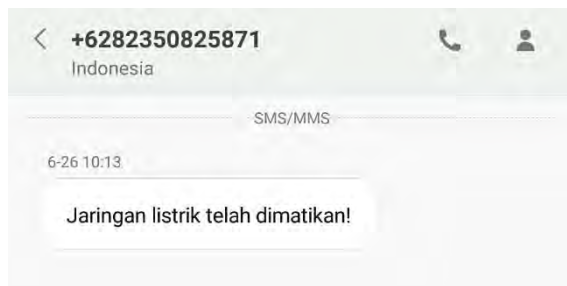 +6282350825871
Indonesia
SMS/MMS
6-26 10:13
Jaringan listrik telah dimatikan!